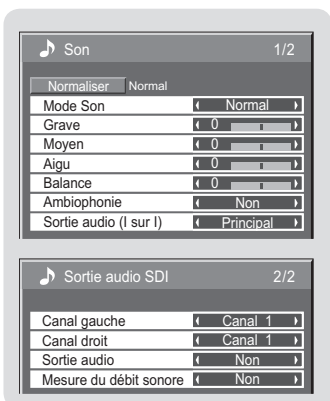 Son 1/2
Normaliser Normal
Mode Son Normal
Grave 0
Moyen 0
Aigu 0
Balance 0
Ambiophonie Non
Sortie audio (I sur I) Principal
Sortie audio SDI 2/2
Canal gauche Canal 1
Canal droit Canal 1
Sortie audio Non
Mesure du débit sonore Non